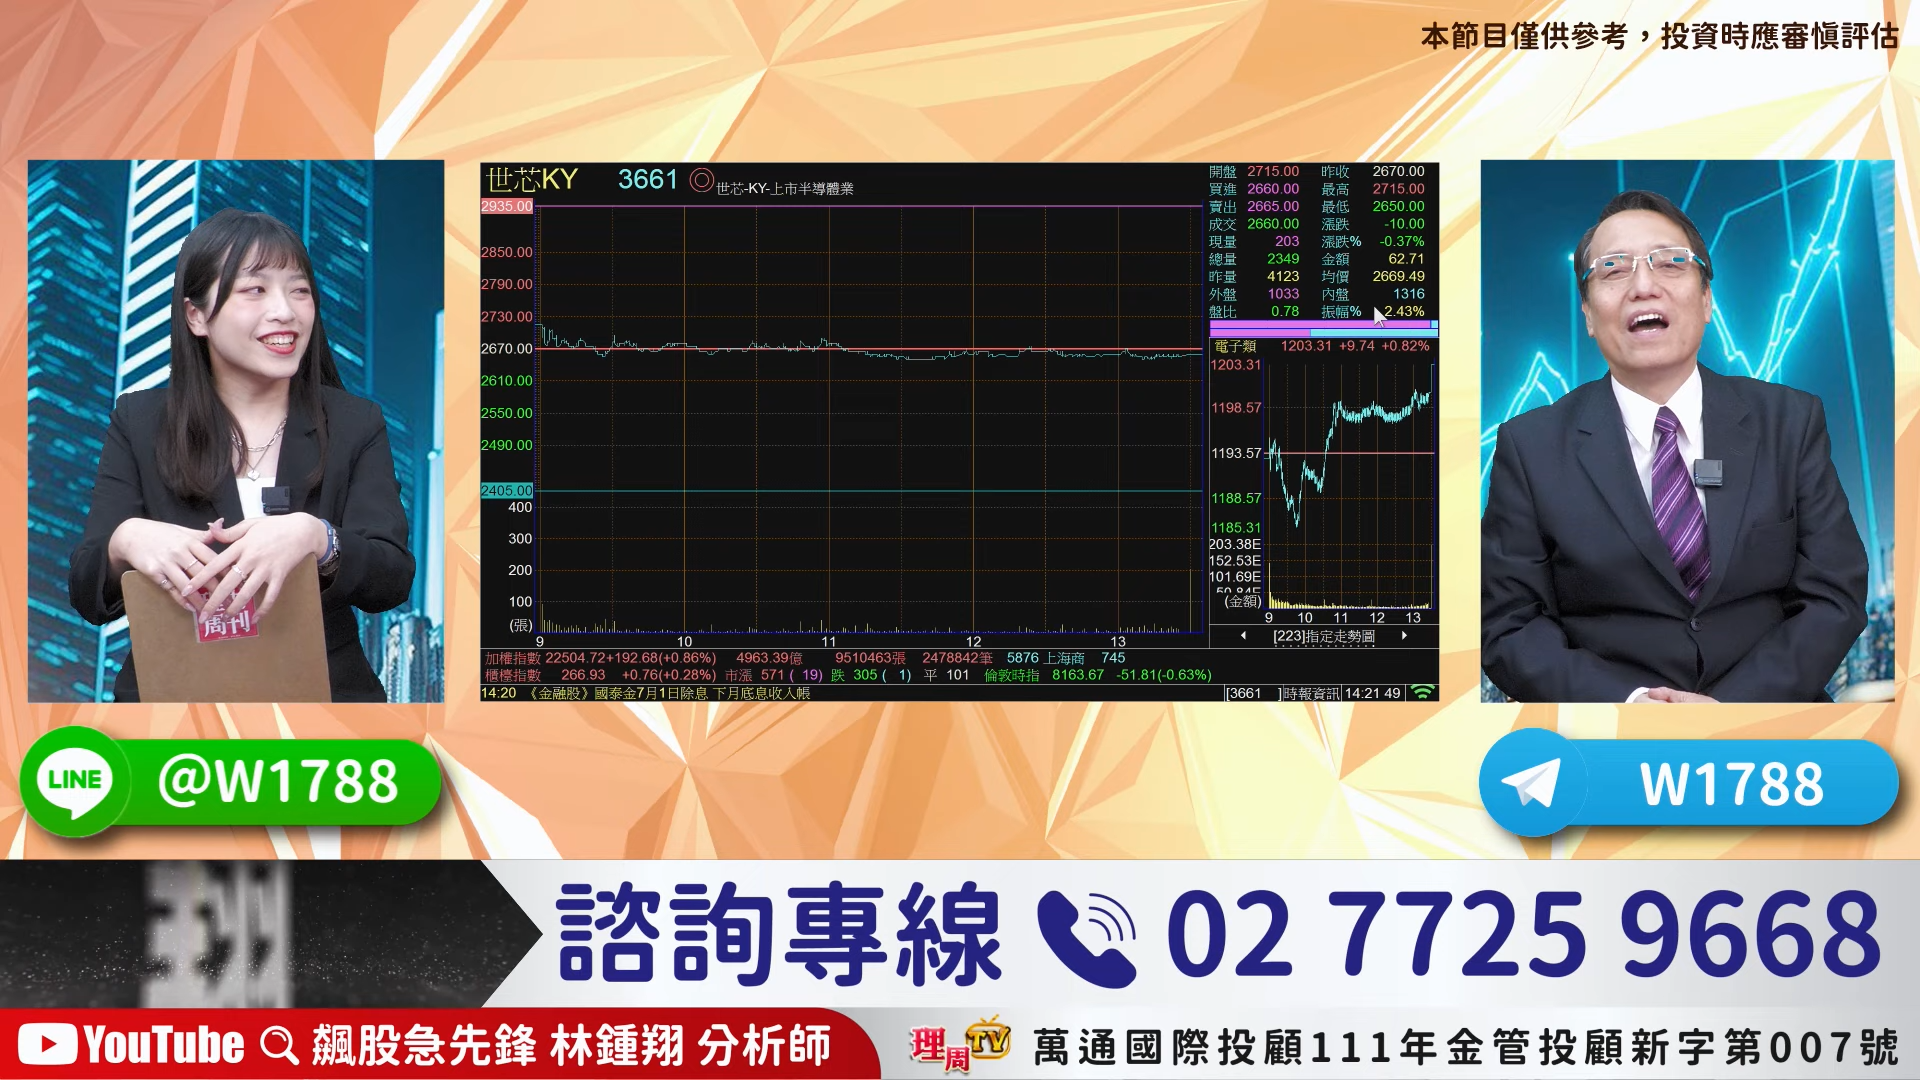 本節目僅供參考，投資時應審慎評估
世芯KY 3661 世芯-KY-上市半導體業
2935.00
2850.00
2790.00
2730.00
2670.00
2610.00
2550.00
2490.00
2405.00
400
300
200
100
(張)
9 10 11 12 13
開盤 2715.00 昨收 2670.00
買進 2660.00 最高 2715.00
賣出 2665.00 最低 2650.00
成交 2660.00 漲跌 -10.00
現量 203 漲跌% -0.37%
總量 2349 金額 62.71
昨量 4123 均價 2669.49
外盤 1033 內盤 1316
盤比 0.78 振幅% 2.43%
電子類 1203.31 +9.74 +0.82%
1203.31
1198.57
1193.57
1188.57
1185.31
203.38E
152.53E
101.69E
50.84E
(金額)
9 10 11 12 13
[223]指定走勢圖
加權指數 22504.72+192.68(+0.86%) 4963.39億 9510463張 2478842筆 5876 上海商 745
櫃檯指數 266.93 +0.76(+0.28%) 市漲 571 ( 19) 跌 305 ( 1) 平 101 倫敦時指 8163.67 -51.81(-0.63%)
14:20 《金融股》國泰金7月1日除息 下月底息收入帳 [3661 ]時報資訊 14:21 49
周刊
LINE @W1788
W1788
諮詢專線 02 7725 9668
YouTube 飆股急先鋒 林鍾翔 分析師
理周TV 萬通國際投顧111年金管投顧新字第007號